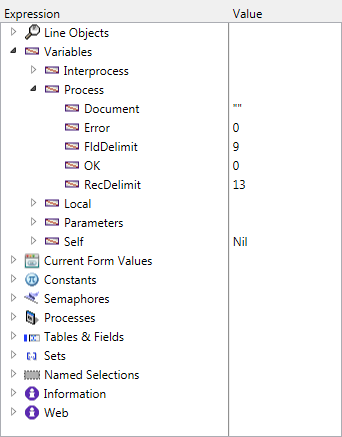 Expression Value
Line Objects
Variables
Interprocess
Process
Document ""
Error 0
FldDelimit 9
OK 0
RecDelimit 13
Local
Parameters
Self Nil
Current Form Values
Constants
Semaphores
Processes
Tables & Fields
Sets
Named Selections
Information
Web